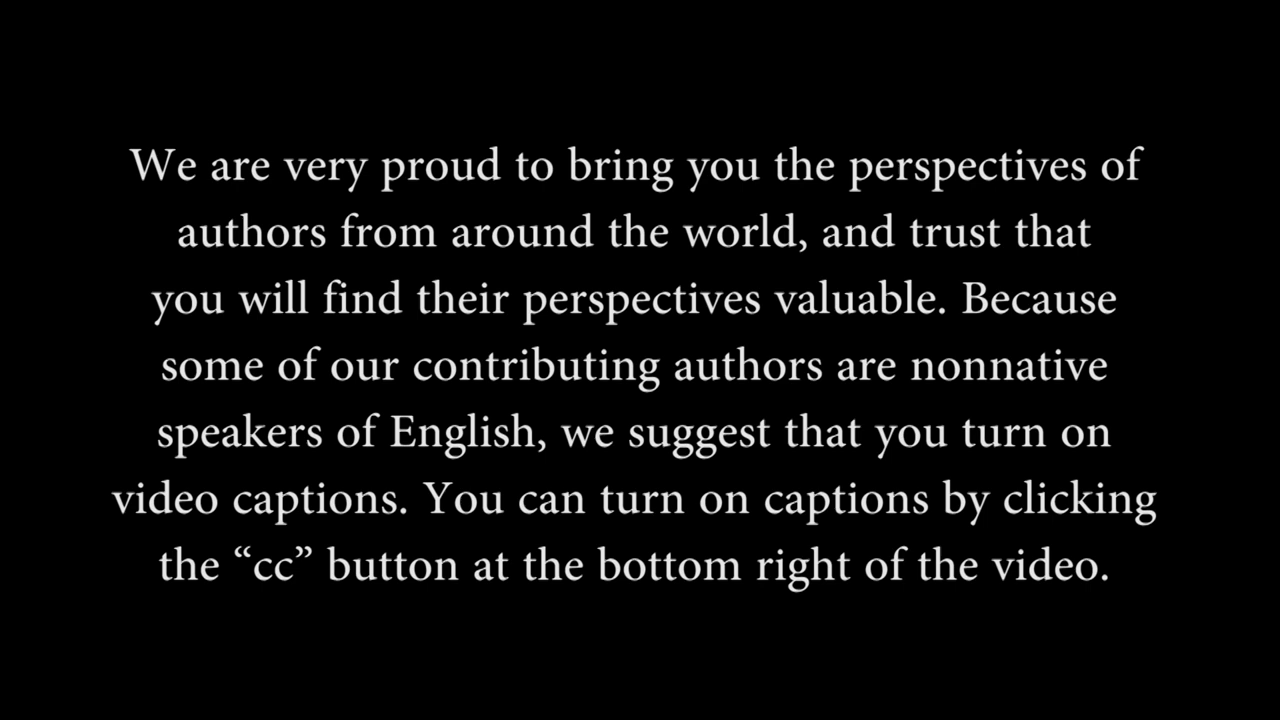 We are very proud to bring you the perspectives of
authors from around the world, and trust that
you will find their perspectives valuable. Because
some of our contributing authors are nonnative
speakers of English, we suggest that you turn on
video captions. You can turn on captions by clicking
the “cc” button at the bottom right of the video.